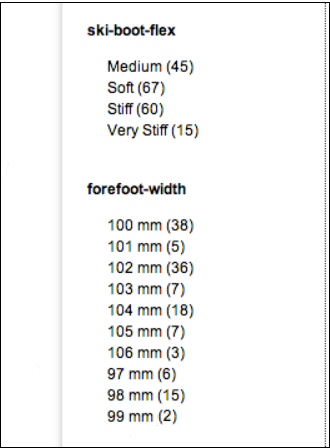 ski-boot-flex
Medium (45)
Soft (67)
Stiff (60)
Very Stiff (15)
forefoot-width
100 mm (38)
101 mm (5)
102 mm (36)
103 mm (7)
104 mm (18)
105 mm (7)
106 mm (3)
97 mm (6)
98 mm (15)
99 mm (2)